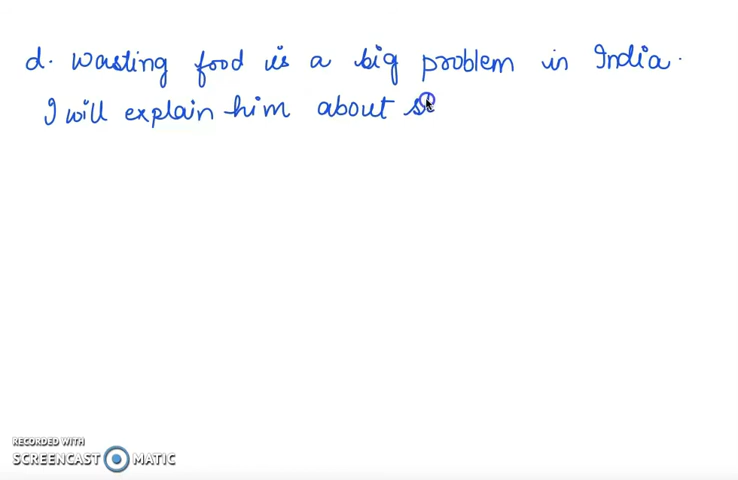 d. Wasting food is a big problem in India.
I will explain him about
RECORDED WITH
SCREENCAST MATIC